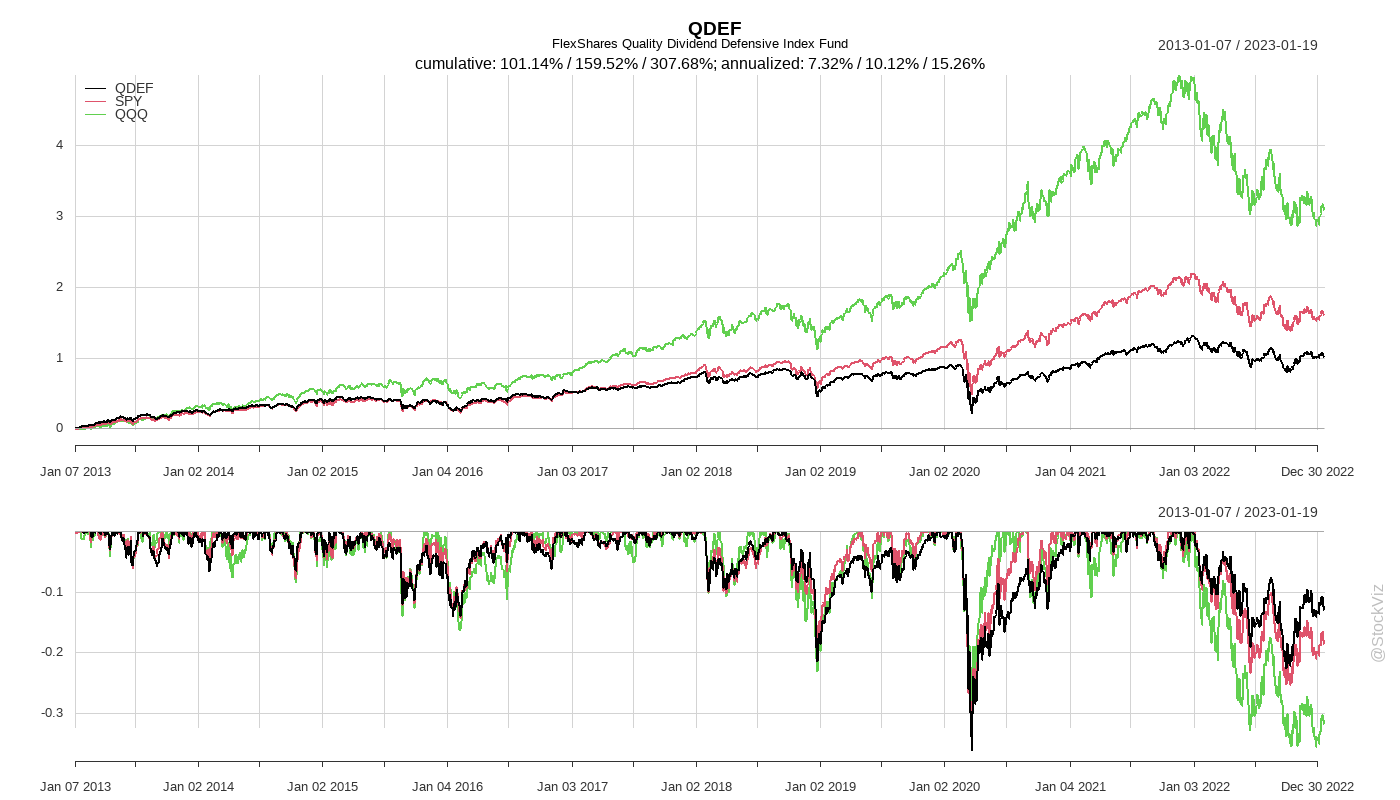 QDEF
FlexShares Quality Dividend Defensive Index Fund
2013-01-07 / 2023-01-19
cumulative: 101.14% / 159.52% / 307.68%; annualized: 7.32% / 10.12% / 15.26%
QDEF
SPY
QQQ
4
3
2
1
0
Jan 07 2013 Jan 02 2014 Jan 02 2015 Jan 04 2016 Jan 03 2017 Jan 02 2018 Jan 02 2019 Jan 02 2020 Jan 04 2021 Jan 03 2022 Dec 30 2022
2013-01-07 / 2023-01-19
-0.1
-0.2
-0.3
Jan 07 2013 Jan 02 2014 Jan 02 2015 Jan 04 2016 Jan 03 2017 Jan 02 2018 Jan 02 2019 Jan 02 2020 Jan 04 2021 Jan 03 2022 Dec 30 2022
@StockViz